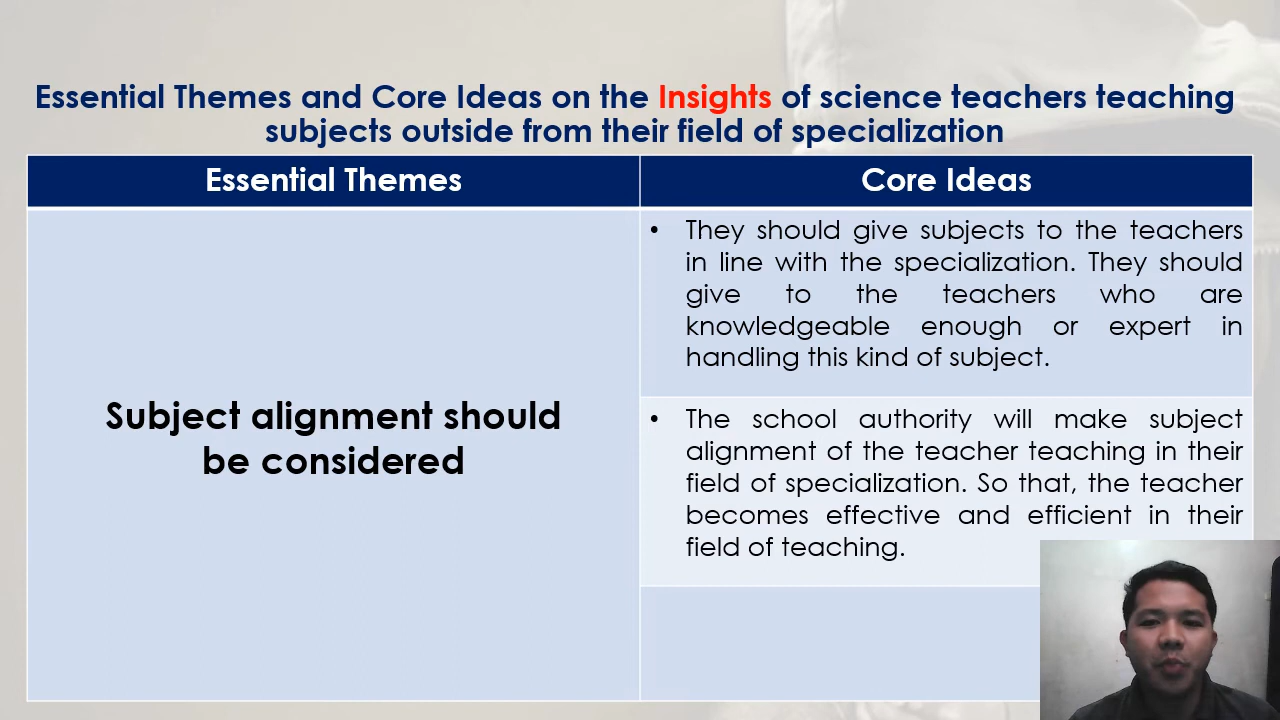 Essential Themes and Core Ideas on the Insights of science teachers teaching
subjects outside from their field of specialization
Essential Themes
Core Ideas
Subject alignment should
be considered
• They should give subjects to the teachers
in line with the specialization. They should
give to the teachers who are
knowledgeable enough or expert in
handling this kind of subject.
• The school authority will make subject
alignment of the teacher teaching in their
field of specialization. So that, the teacher
becomes effective and efficient in their
field of teaching.